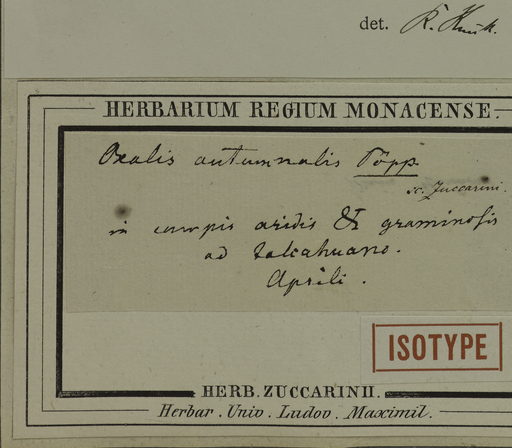 det. R. Knuth.
HERBARIUM REGIUM MONACENSE.
Oxalis autumnalis Pöpp.
sc. Zuccarini.
in campis aridis & graminosis
ad Talcahuano.
Aprili.
ISOTYPE
HERB. ZUCCARINII.
Herbar. Univ. Ludov. Maximil.